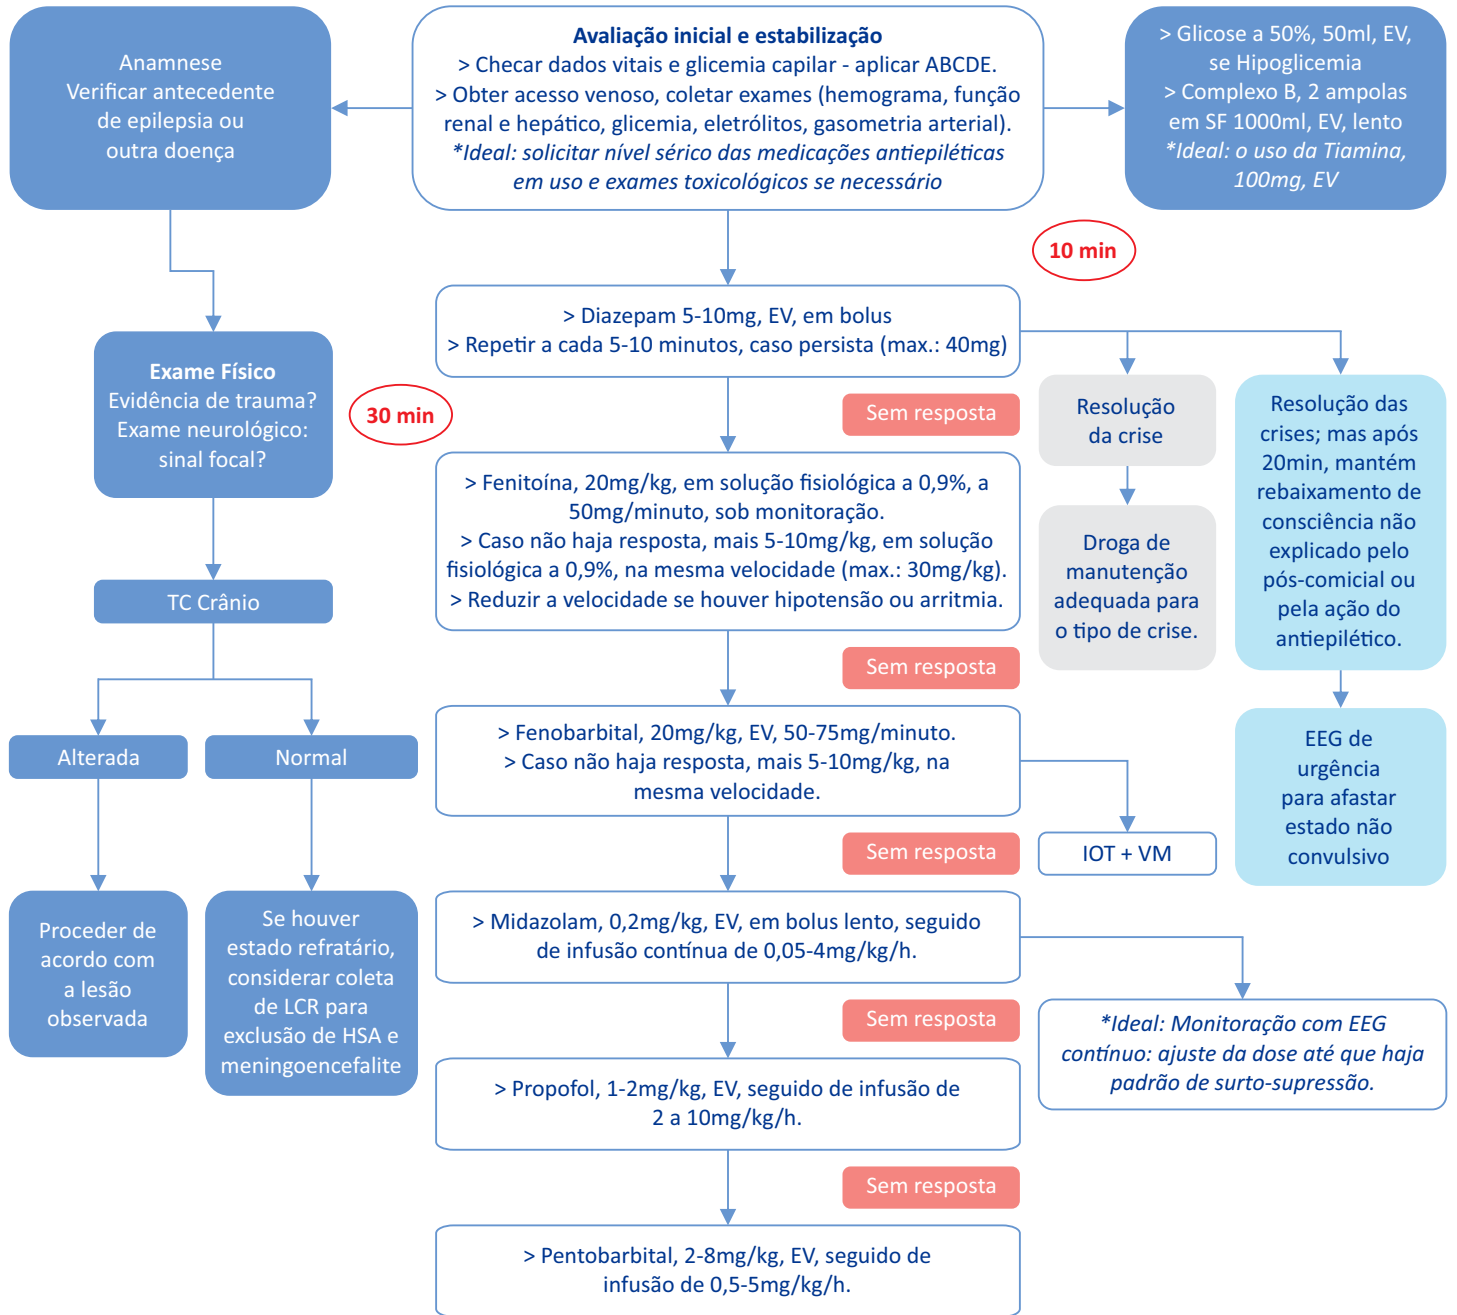 Anamnese
Verificar antecedente
de epilepsia ou
outra doença
Avaliação inicial e estabilização
> Checar dados vitais e glicemia capilar - aplicar ABCDE.
> Obter acesso venoso, coletar exames (hemograma, função
renal e hepático, glicemia, eletrólitos, gasometria arterial).
*Ideal: solicitar nível sérico das medicações antiepiléticas
em uso e exames toxicológicos se necessário
> Glicose a 50%, 50ml, EV,
se Hipoglicemia
> Complexo B, 2 ampolas
em SF 1000ml, EV, lento
*Ideal: o uso da Tiamina,
100mg, EV
10 min
> Diazepam 5-10mg, EV, em bolus
> Repetir a cada 5-10 minutos, caso persista (max.: 40mg)
Exame Físico
Evidência de trauma?
Exame neurológico:
sinal focal?
30 min
Sem resposta
Resolução
da crise
Resolução das
crises; mas após
20min, mantém
rebaixamento de
consciência não
explicado pelo
pós-comicial ou
pela ação do
antiepilético.
> Fenitoína, 20mg/kg, em solução fisiológica a 0,9%, a
50mg/minuto, sob monitoração.
> Caso não haja resposta, mais 5-10mg/kg, em solução
fisiológica a 0,9%, na mesma velocidade (max.: 30mg/kg).
> Reduzir a velocidade se houver hipotensão ou arritmia.
Droga de
manutenção
adequada para
o tipo de crise.
TC Crânio
Sem resposta
Alterada
Normal
> Fenobarbital, 20mg/kg, EV, 50-75mg/minuto.
> Caso não haja resposta, mais 5-10mg/kg, na
mesma velocidade.
EEG de
urgência
para afastar
estado não
convulsivo
Sem resposta
IOT + VM
Proceder de
acordo com
a lesão
observada
Se houver
estado refratário,
considerar coleta
de LCR para
exclusão de HSA e
meningoencefalite
> Midazolam, 0,2mg/kg, EV, em bolus lento, seguido
de infusão contínua de 0,05-4mg/kg/h.
Sem resposta
*Ideal: Monitoração com EEG
contínuo: ajuste da dose até que haja
padrão de surto-supressão.
> Propofol, 1-2mg/kg, EV, seguido de infusão de
2 a 10mg/kg/h.
Sem resposta
> Pentobarbital, 2-8mg/kg, EV, seguido de
infusão de 0,5-5mg/kg/h.